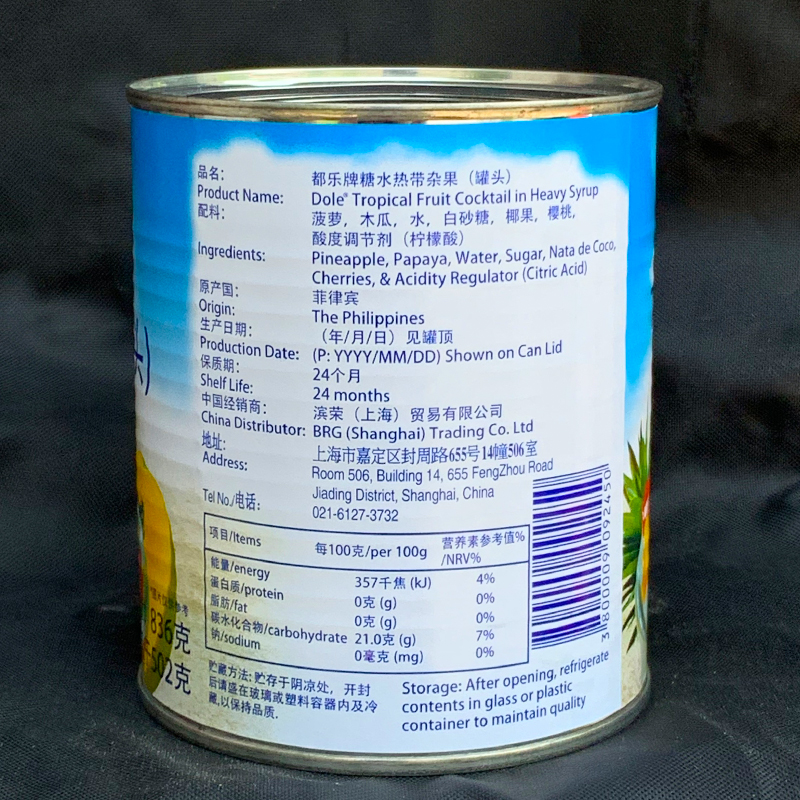 品名：
都乐牌糖水热带杂果（罐头）
Product Name:
Dole® Tropical Fruit Cocktail in Heavy Syrup
配料：
菠萝，木瓜，水，白砂糖，椰果，樱桃，
酸度调节剂（柠檬酸）
Ingredients:
Pineapple, Papaya, Water, Sugar, Nata de Coco,
Cherries, & Acidity Regulator (Citric Acid)
原产国：
菲律宾
Origin:
The Philippines
生产日期：
（年/月/日）见罐顶
Production Date:
(P: YYYY/MM/DD) Shown on Can Lid
保质期：
24个月
Shelf Life:
24 months
中国经销商：
滨荣（上海）贸易有限公司
China Distributor:
BRG (Shanghai) Trading Co. Ltd
地址：
上海市嘉定区封周路655号14幢506室
Address:
Room 506, Building 14, 655 FengZhou Road
Jiading District, Shanghai, China
Tel No./电话：
021-6127-3732
项目/Items
每100克/per 100g
营养素参考值%
/NRV%
能量/energy
357千焦 (kJ)
4%
蛋白质/protein
0克 (g)
0%
脂肪/fat
0克 (g)
0%
碳水化合物/carbohydrate
21.0克 (g)
7%
钠/sodium
0毫克 (mg)
0%
3 800009 092450
836克
502克
贮藏方法：贮存于阴凉处，开封
后请盛在玻璃或塑料容器内及冷
藏，以保持品质.
Storage: After opening, refrigerate
contents in glass or plastic
container to maintain quality